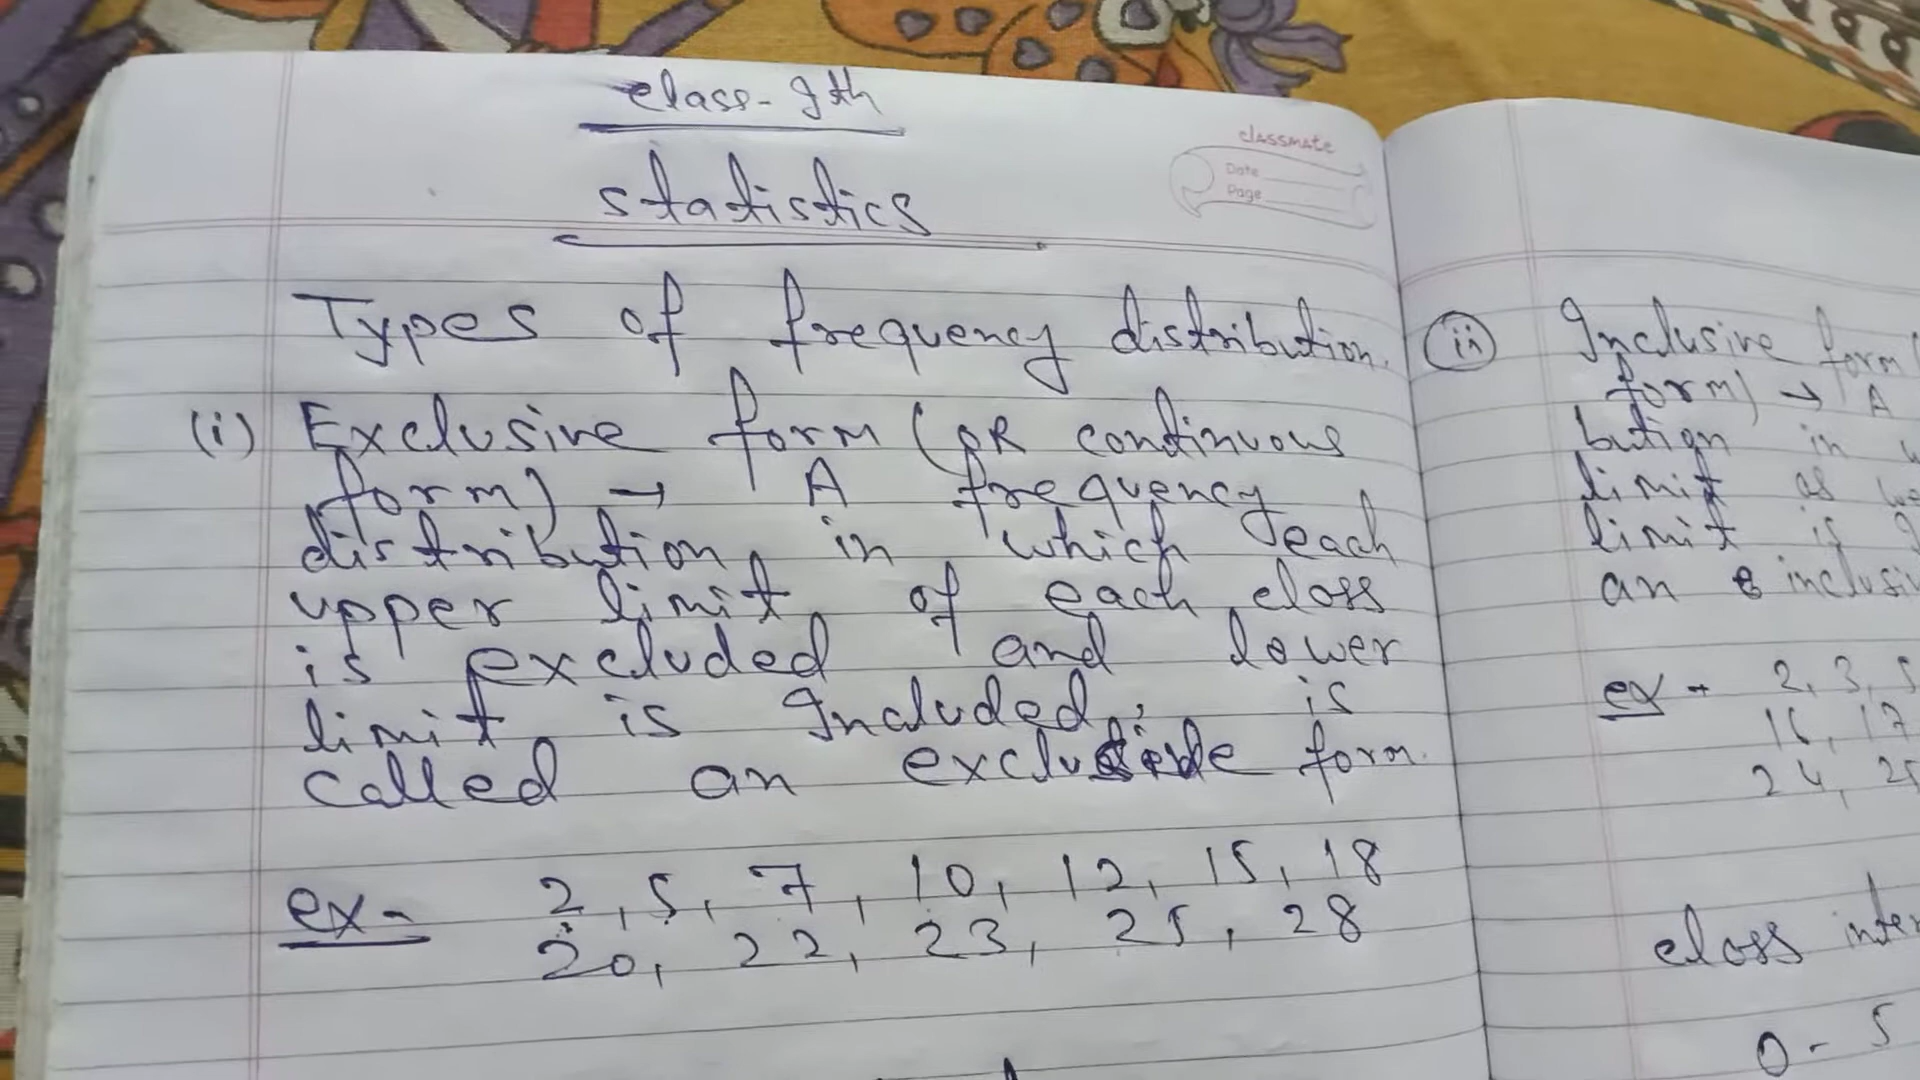 class-9th
statistics
classmate
Date
Page
Types of frequency distribution.
(i) Exclusive form (OR continuous
form) → A frequency
distribution in which each
upper limit of each class
is excluded and lower
limit is Included, is
called an form.
ex- 2, 5, 7, 10, 12, 15, 18
20, 22, 23, 25, 28
(ii) Inclusive form (
form) → A
bution in
limit as
limit is
an
ex → 2, 3, 5
16, 17
24, 25
class inter
0 - 5